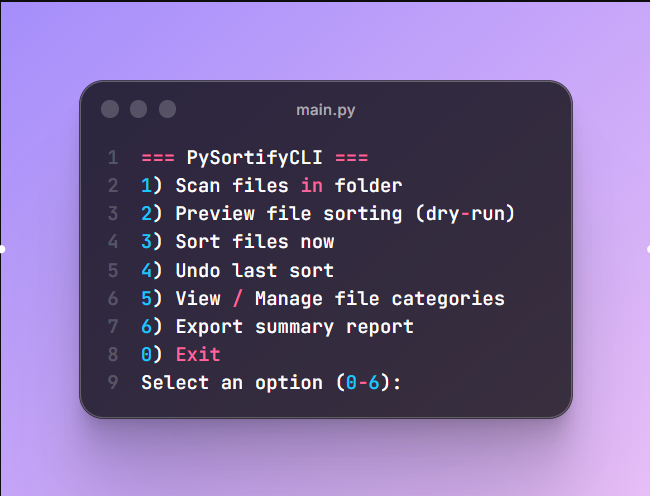 main.py
1 === PySortifyCLI ===
2 1) Scan files in folder
3 2) Preview file sorting (dry-run)
4 3) Sort files now
5 4) Undo last sort
6 5) View / Manage file categories
7 6) Export summary report
8 0) Exit
9 Select an option (0-6):